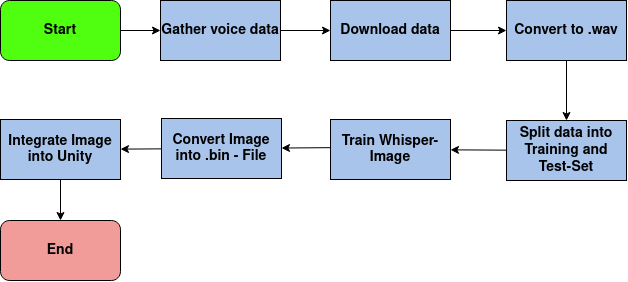 Start
Gather voice data
Download data
Convert to .wav
Split data into
Training and
Test-Set
Train Whisper-
Image
Convert Image
into .bin - File
Integrate Image
into Unity
End